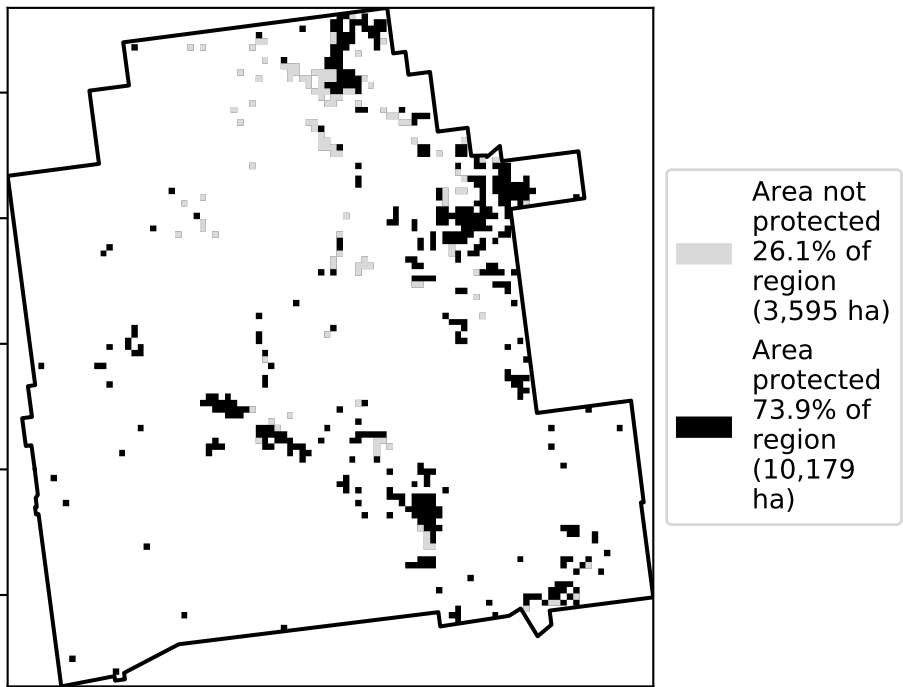 Area not
protected
26.1% of
region
(3,595 ha)
Area
protected
73.9% of
region
(10,179
ha)